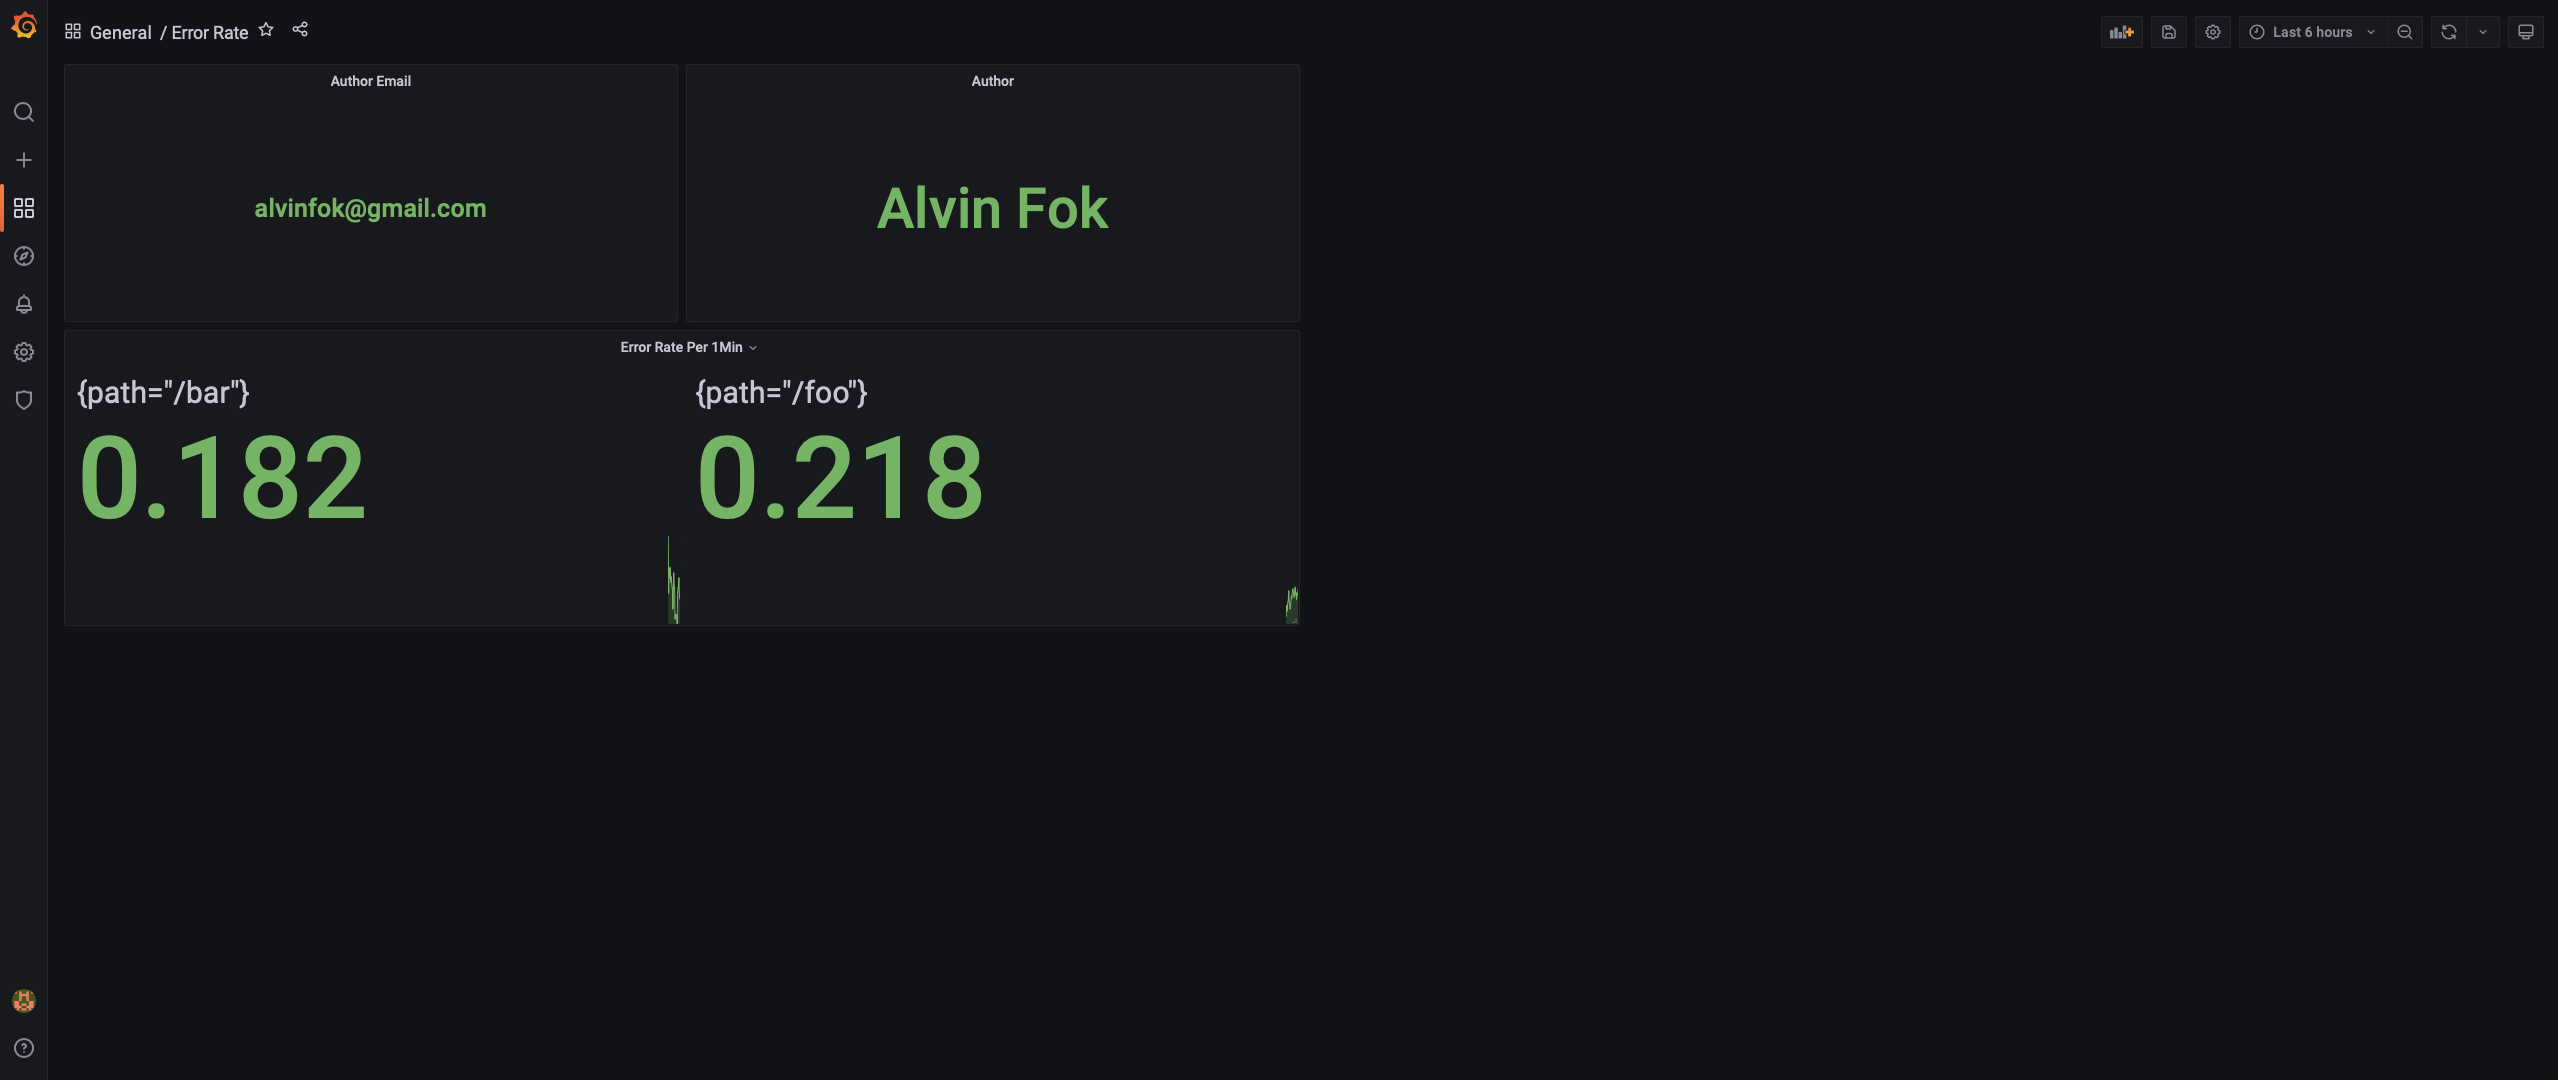 General / Error Rate
Last 6 hours
Author Email
Author
alvinfok@gmail.com
Alvin Fok
Error Rate Per 1Min
{path="/bar"}
{path="/foo"}
0.182
0.218